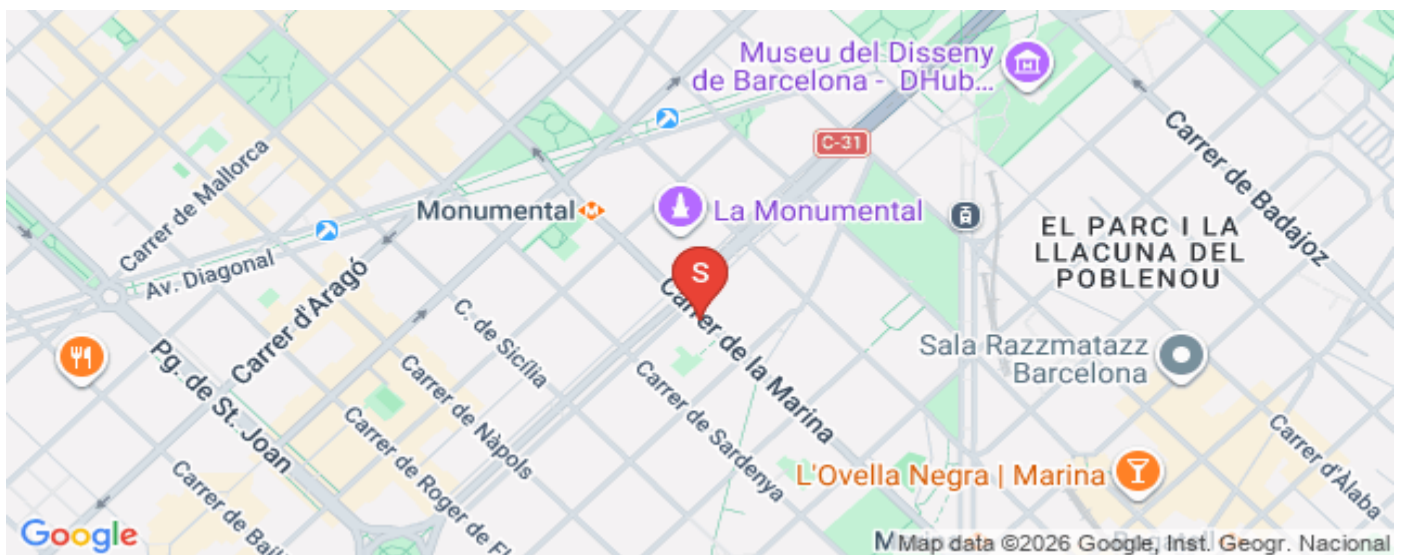 Museu del Disseny
de Barcelona - DHub...
C-31
Carrer de Badajoz
Carrer de Mallorca
Monumental
La Monumental
EL PARC I LA
LLACUNA DEL
POBLENOU
Av. Diagonal
S
Carrer d'Aragó
C. de Sicília
Carrer de la Marina
Sala Razzmatazz
Barcelona
Pg. de St. Joan
Carrer de Nàpols
Carrer de Sardenya
Carrer de Roger de Fl
Carrer d'Àlaba
L'Ovella Negra | Marina
Carrer de Bail
Google
Map data ©2026 Google, Inst. Geogr. Nacional